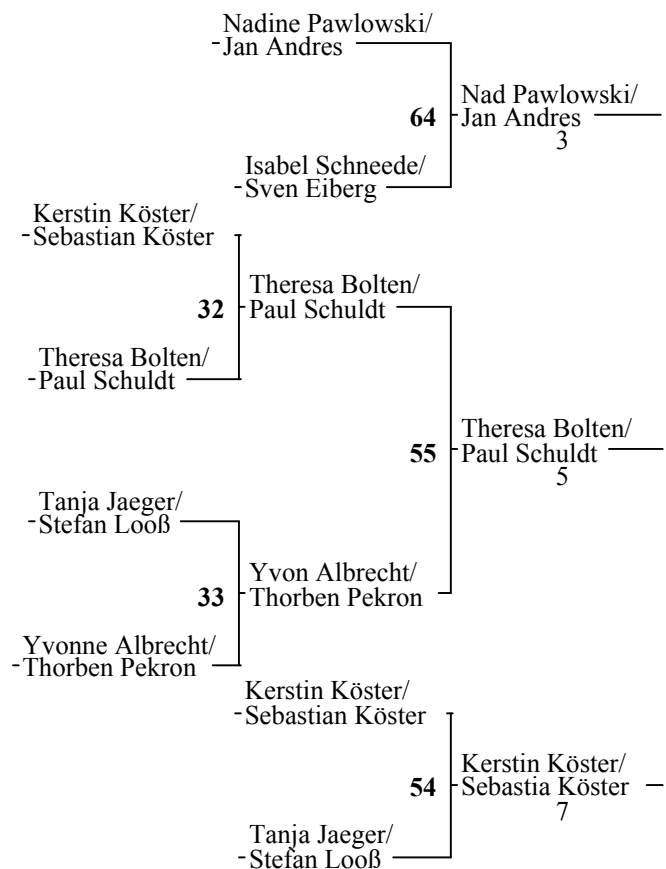 -Nadine Pawlowski/
Jan Andres
64
Nad Pawlowski/
Jan Andres
3
-Isabel Schneede/
Sven Eiberg
-Kerstin Köster/
Sebastian Köster
32
Theresa Bolten/
Paul Schuldt
-Theresa Bolten/
Paul Schuldt
55
Theresa Bolten/
Paul Schuldt
5
-Tanja Jaeger/
Stefan Looß
33
Yvon Albrecht/
Thorben Pekron
-Yvonne Albrecht/
Thorben Pekron
-Kerstin Köster/
Sebastian Köster
54
Kerstin Köster/
Sebastia Köster
7
-Tanja Jaeger/
Stefan Looß